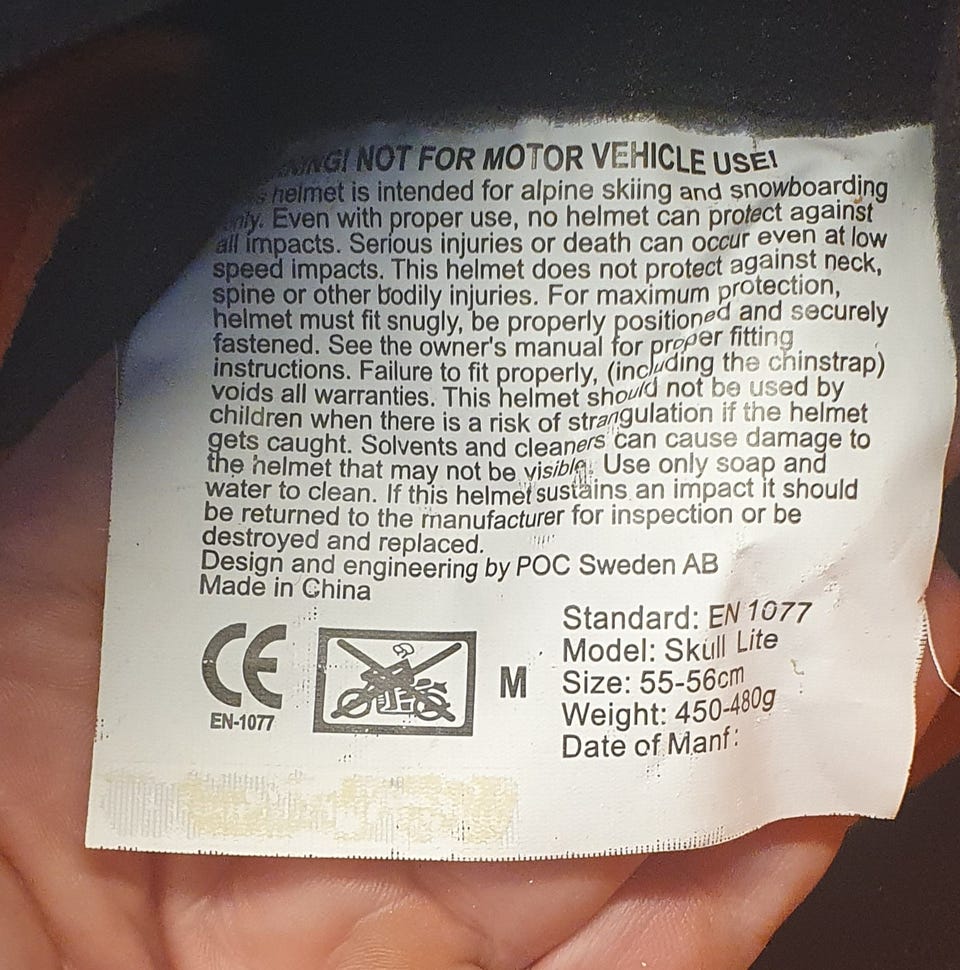 NOT FOR MOTOR VEHICLE USE!
helmet is intended for alpine skiing and snowboarding
Even with proper use, no helmet can protect against
all impacts. Serious injuries or death can occur even at low
speed impacts. This helmet does not protect against neck,
spine or other bodily injuries. For maximum protection,
helmet must fit snugly, be properly positioned and securely
fastened. See the owner's manual for proper fitting
instructions. Failure to fit properly, (including the chinstrap)
voids all warranties. This helmet should not be used by
children when there is a risk of strangulation if the helmet
gets caught. Solvents and cleaners can cause damage to
the helmet that may not be visible. Use only soap and
water to clean. If this helmet sustains an impact it should
be returned to the manufacturer for inspection or be
destroyed and replaced.
Design and engineering by POC Sweden AB
Made in China
CE
EN-1077
M
Standard: EN 1077
Model: Skull Lite
Size: 55-56cm
Weight: 450-480g
Date of Manf: